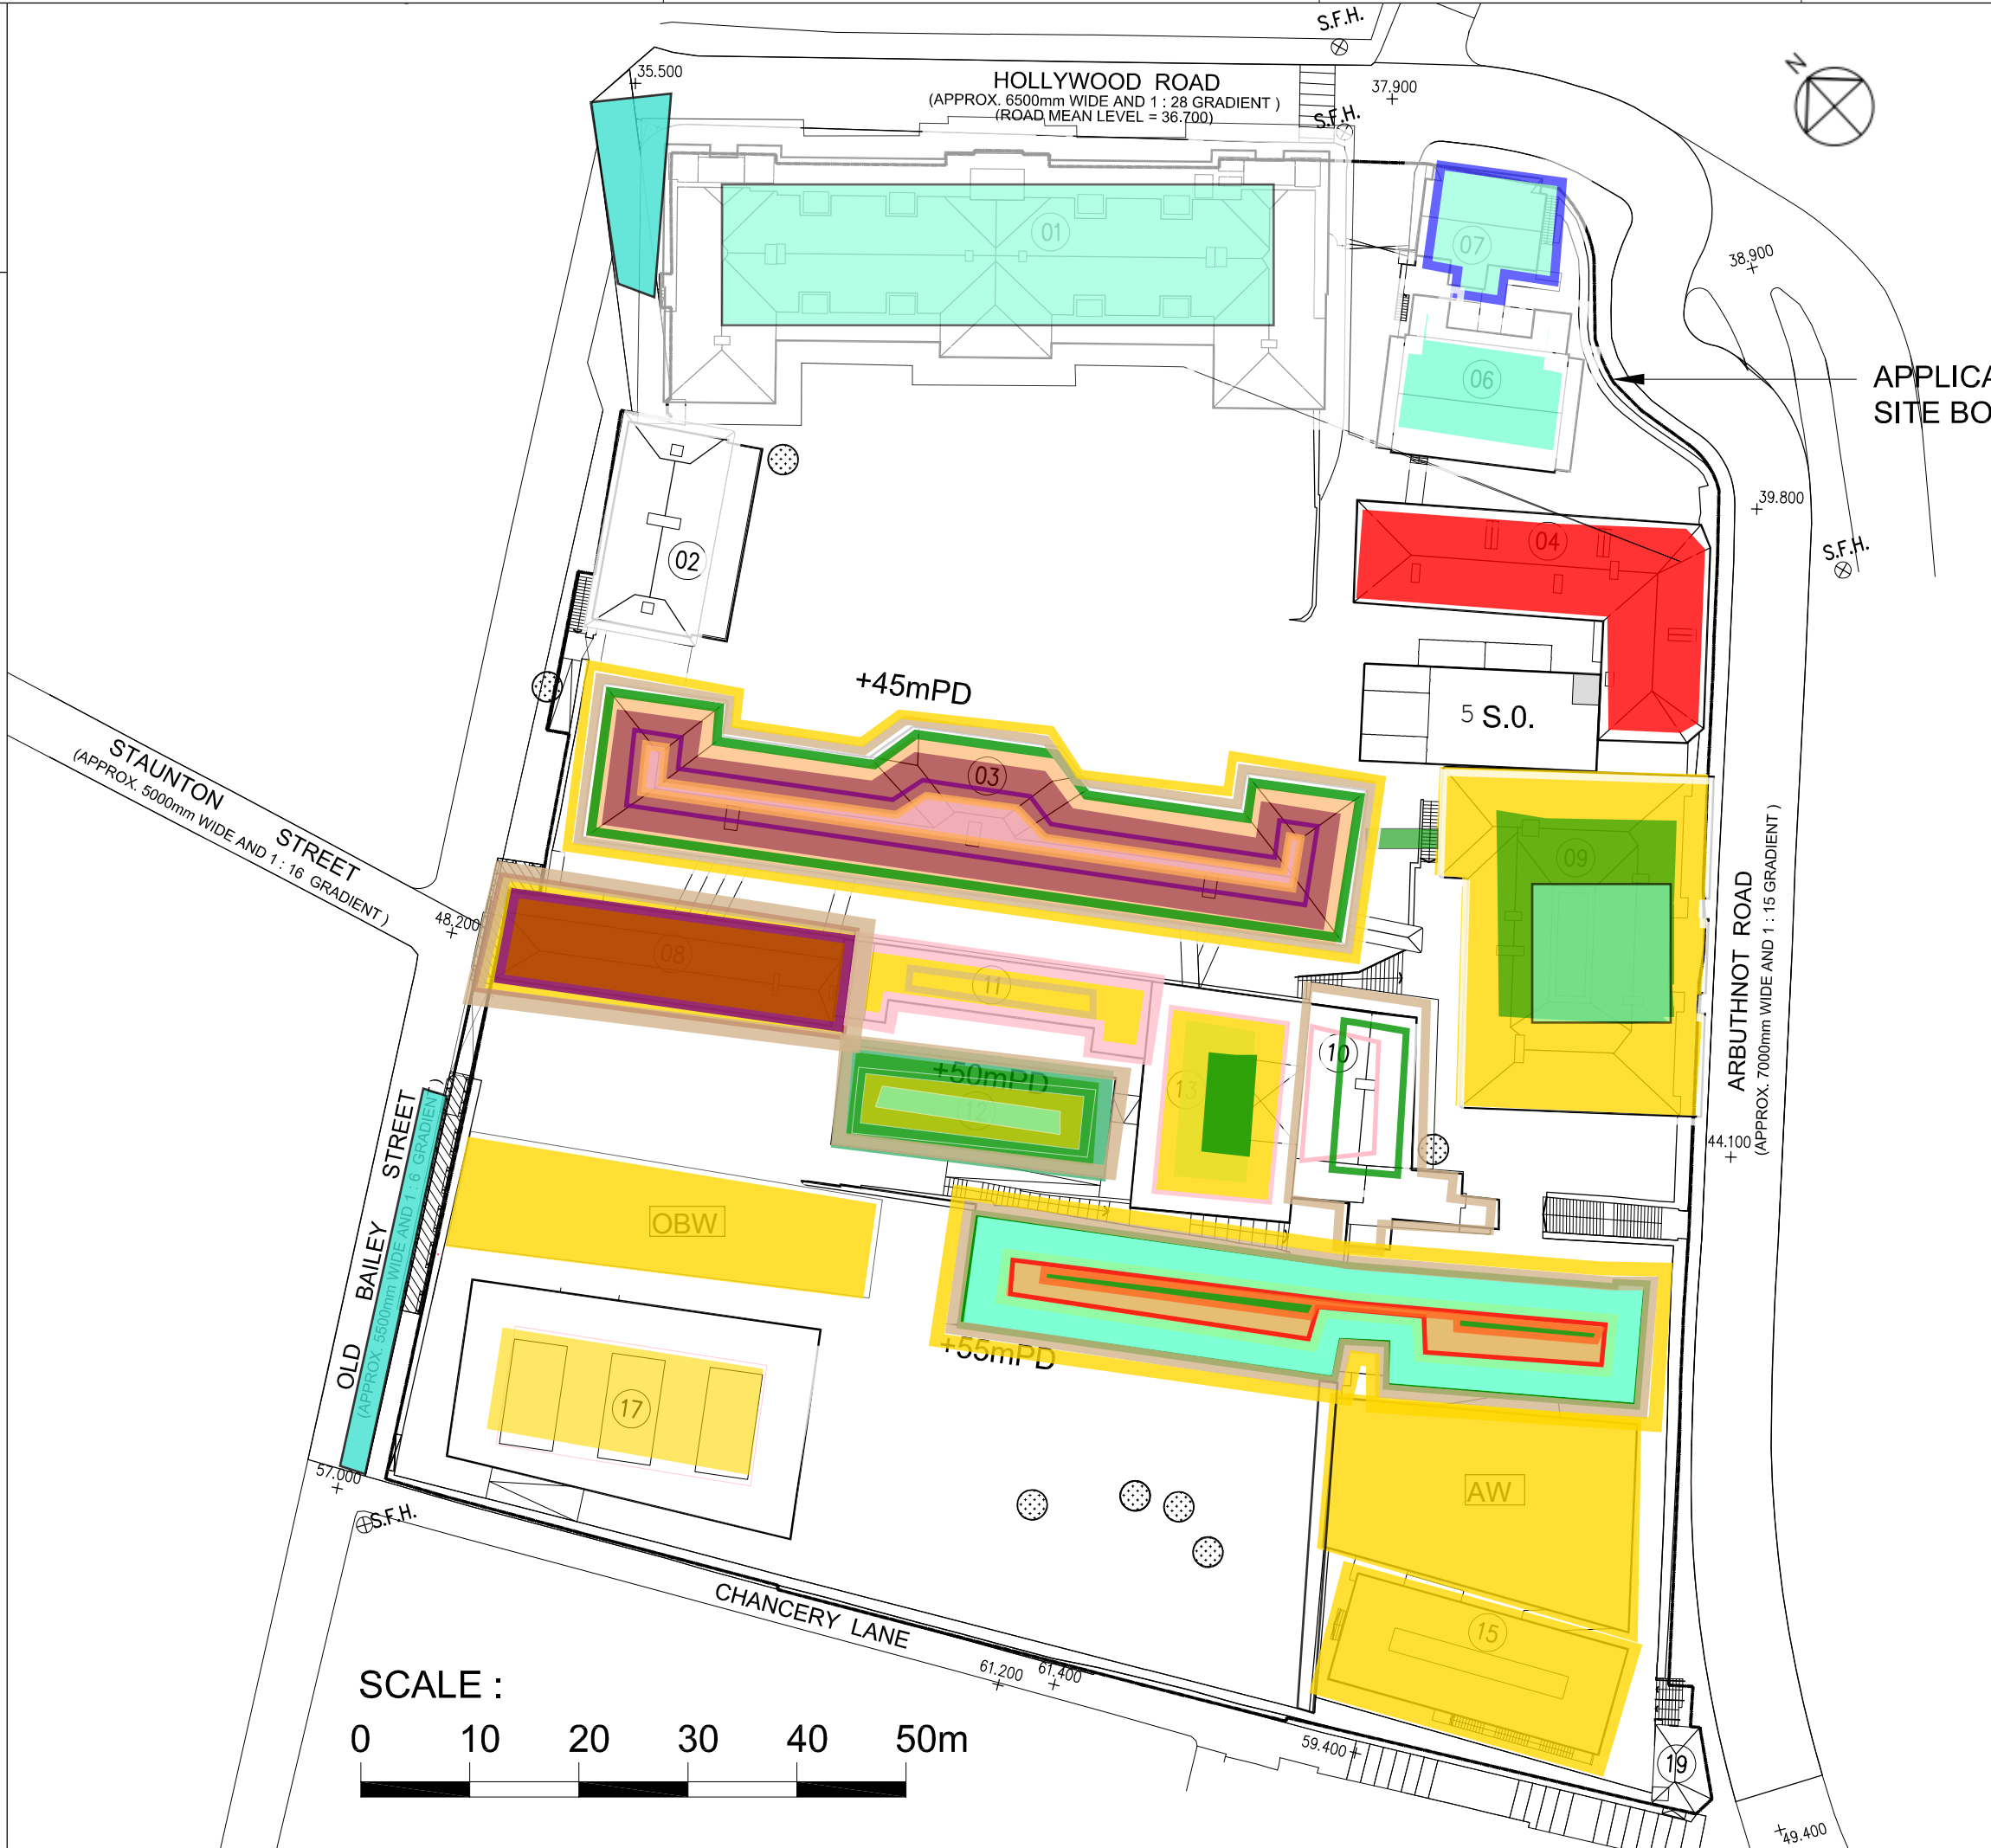 S.F.H.
35.500
HOLLYWOOD ROAD
(APPROX. 6500mm WIDE AND 1 : 28 GRADIENT )
(ROAD MEAN LEVEL = 36.700)
37.900
S.F.H.
N
01
07
38.900
06
APPLICA
SITE BO
39.800
04
S.F.H.
02
+45mPD
5 S.O.
03
STAUNTON STREET
(APPROX. 5000mm WIDE AND 1 : 16 GRADIENT )
09
48.200
08
11
ARBUTHNOT ROAD
(APPROX. 7000mm WIDE AND 1 : 15 GRADIENT )
10
+50mPD
13
12
44.100
OLD BAILEY STREET
(APPROX. 5500mm WIDE AND 1 : 6 GRADIENT)
OBW
+55mPD
17
57.000
S.F.H.
AW
CHANCERY LANE
15
61.200
61.400
SCALE :
0 10 20 30 40 50m
59.400
19
49.400